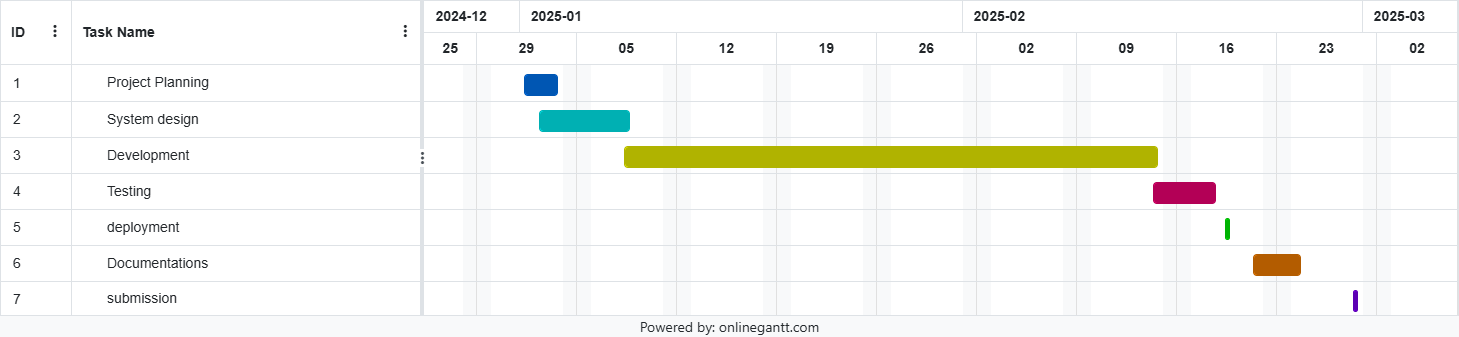 ID Task Name 2024-12 2025-01 2025-02 2025-03
25 29 05 12 19 26 02 09 16 23 02
1 Project Planning
2 System design
3 Development
4 Testing
5 deployment
6 Documentations
7 submission
Powered by: onlinegantt.com